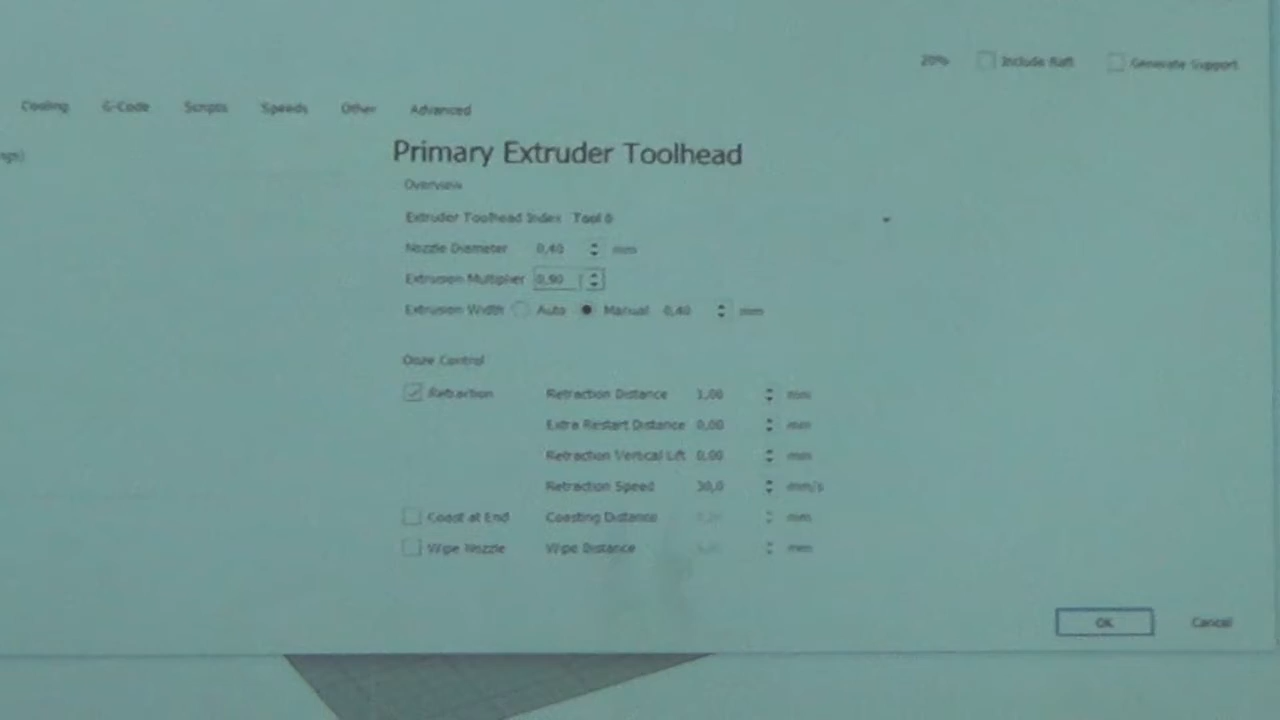 20% Include Raft Generate Support
Cooling G-Code Scripts Speeds Other Advanced
Primary Extruder Toolhead
Overview
Extruder Toolhead Index Tool 0
Nozzle Diameter 0,40 mm
Extrusion Multiplier 0,90
Extrusion Width Auto Manual 0,40 mm
Ooze Control
Retraction Retraction Distance 1,00 mm
Extra Restart Distance 0,00 mm
Retraction Vertical Lift 0,00 mm
Retraction Speed 30,0 mm/s
Coast at End Coasting Distance mm
Wipe Nozzle Wipe Distance mm
OK Cancel